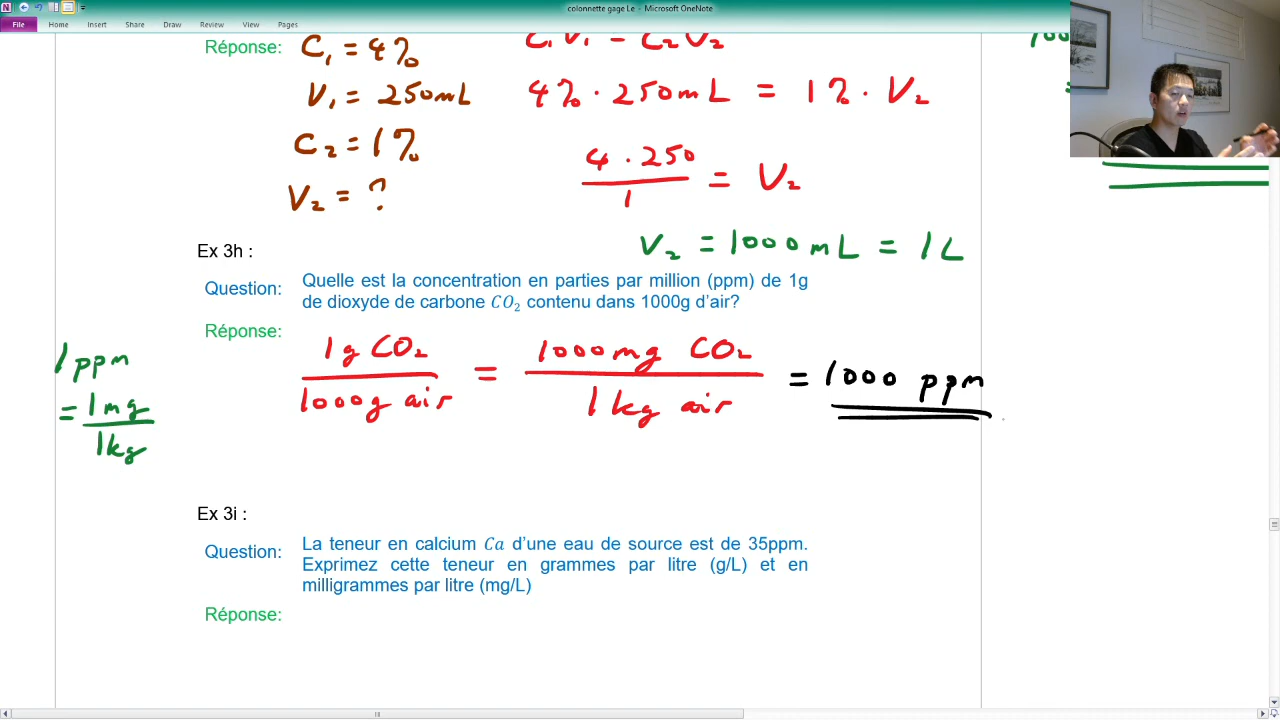 colonnette gage Le - Microsoft OneNote
File Home Insert Share Draw Review View Pages
Réponse: C₁ = 4%
C₁V₁ = C₂V₂
V₁ = 250mL
4% · 250mL = 1% · V₂
C₂ = 1%
4 · 250 / 1 = V₂
V₂ = ?
V₂ = 1000mL = 1L
Ex 3h :
Question: Quelle est la concentration en parties par million (ppm) de 1g
de dioxyde de carbone CO₂ contenu dans 1000g d'air?
Réponse:
1g CO₂ / 1000g air = 1000mg CO₂ / 1kg air = 1000 ppm
1ppm
= 1mg
1kg
Ex 3i :
Question: La teneur en calcium Ca d'une eau de source est de 35ppm.
Exprimez cette teneur en grammes par litre (g/L) et en
milligrammes par litre (mg/L)
Réponse: